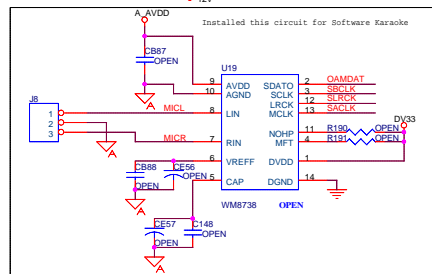 12V
A_AVDD
Installed this circuit for Software Karaoke
CB87
OPEN
U19
9 AVDD SDATO 2 OAMDAT
10 AGND SCLK 3 SBCLK
LRCK 12 SLRCK
J8
1 MICL 8 LIN MCLK 13 SACLK
2
DV33
NOHP 11 R190 OPEN
3 MICR 7 RIN MFT 4 R191 OPEN
6 VREFF DVDD 1
CB88 CE56
OPEN OPEN
5 CAP DGND 14
WM8738 OPEN
CE57 C148
OPEN OPEN
A
A
A
A